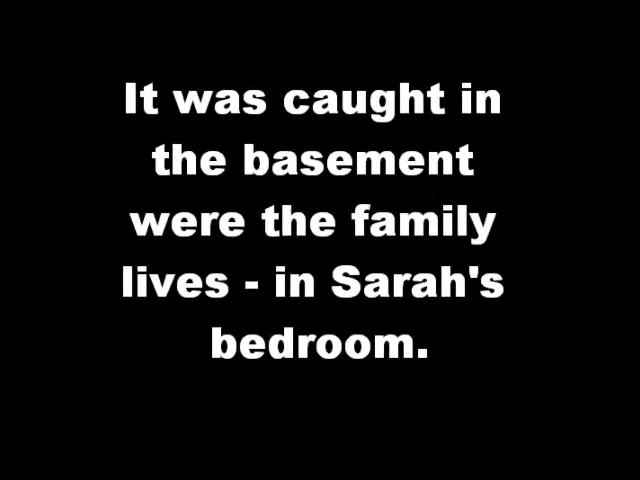 It was caught in
the basement
were the family
lives - in Sarah's
bedroom.